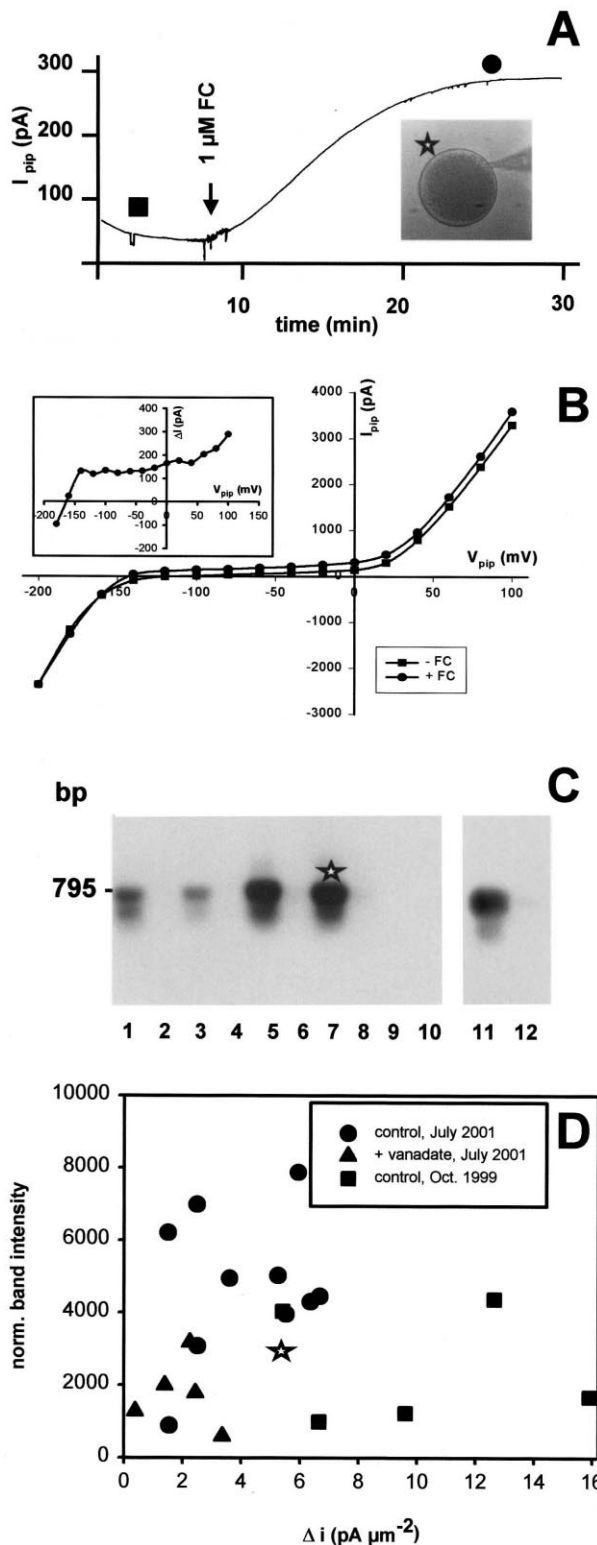 A
300
200
100
I pip (pA)
1 µM FC
10
20
30
time (min)
B
400
300
200
100
0
-100
-200
ΔI (pA)
V pip (mV)
-200 -150 -100 -50 0 50 100 150
4000
3000
2000
1000
0
-1000
-2000
-3000
I pip (pA)
V pip (mV)
-200 -150 -100 -50 0 50 100
- FC
+ FC
C
bp
795
1 2 3 4 5 6 7 8 9 10 11 12
D
10000
8000
6000
4000
2000
0
norm. band intensity
control, July 2001
+ vanadate, July 2001
control, Oct. 1999
0 2 4 6 8 10 12 14 16
Δ i (pA µm-2)